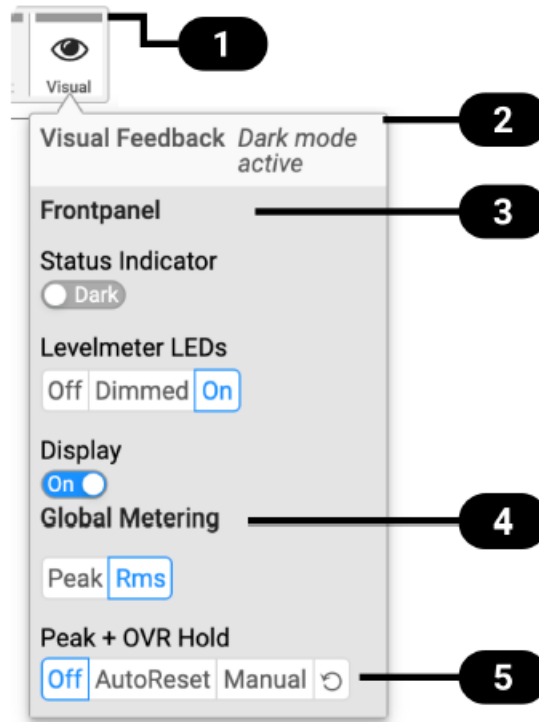 1
Visual
2
Visual Feedback Dark mode
active
3
Frontpanel
Status Indicator
Dark
Levelmeter LEDs
Off Dimmed On
Display
On
Global Metering
4
Peak Rms
Peak + OVR Hold
Off AutoReset Manual
5